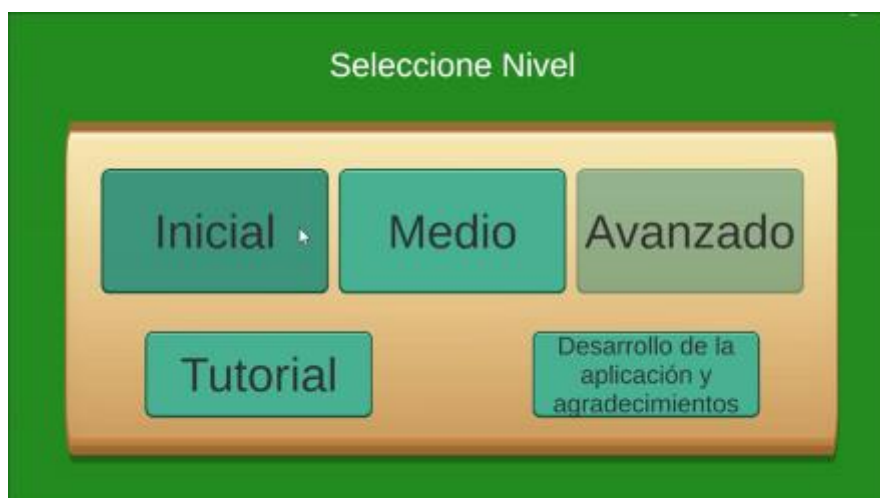 Seleccione Nivel
Inicial
Medio
Avanzado
Tutorial
Desarrollo de la
aplicación y
agradecimientos